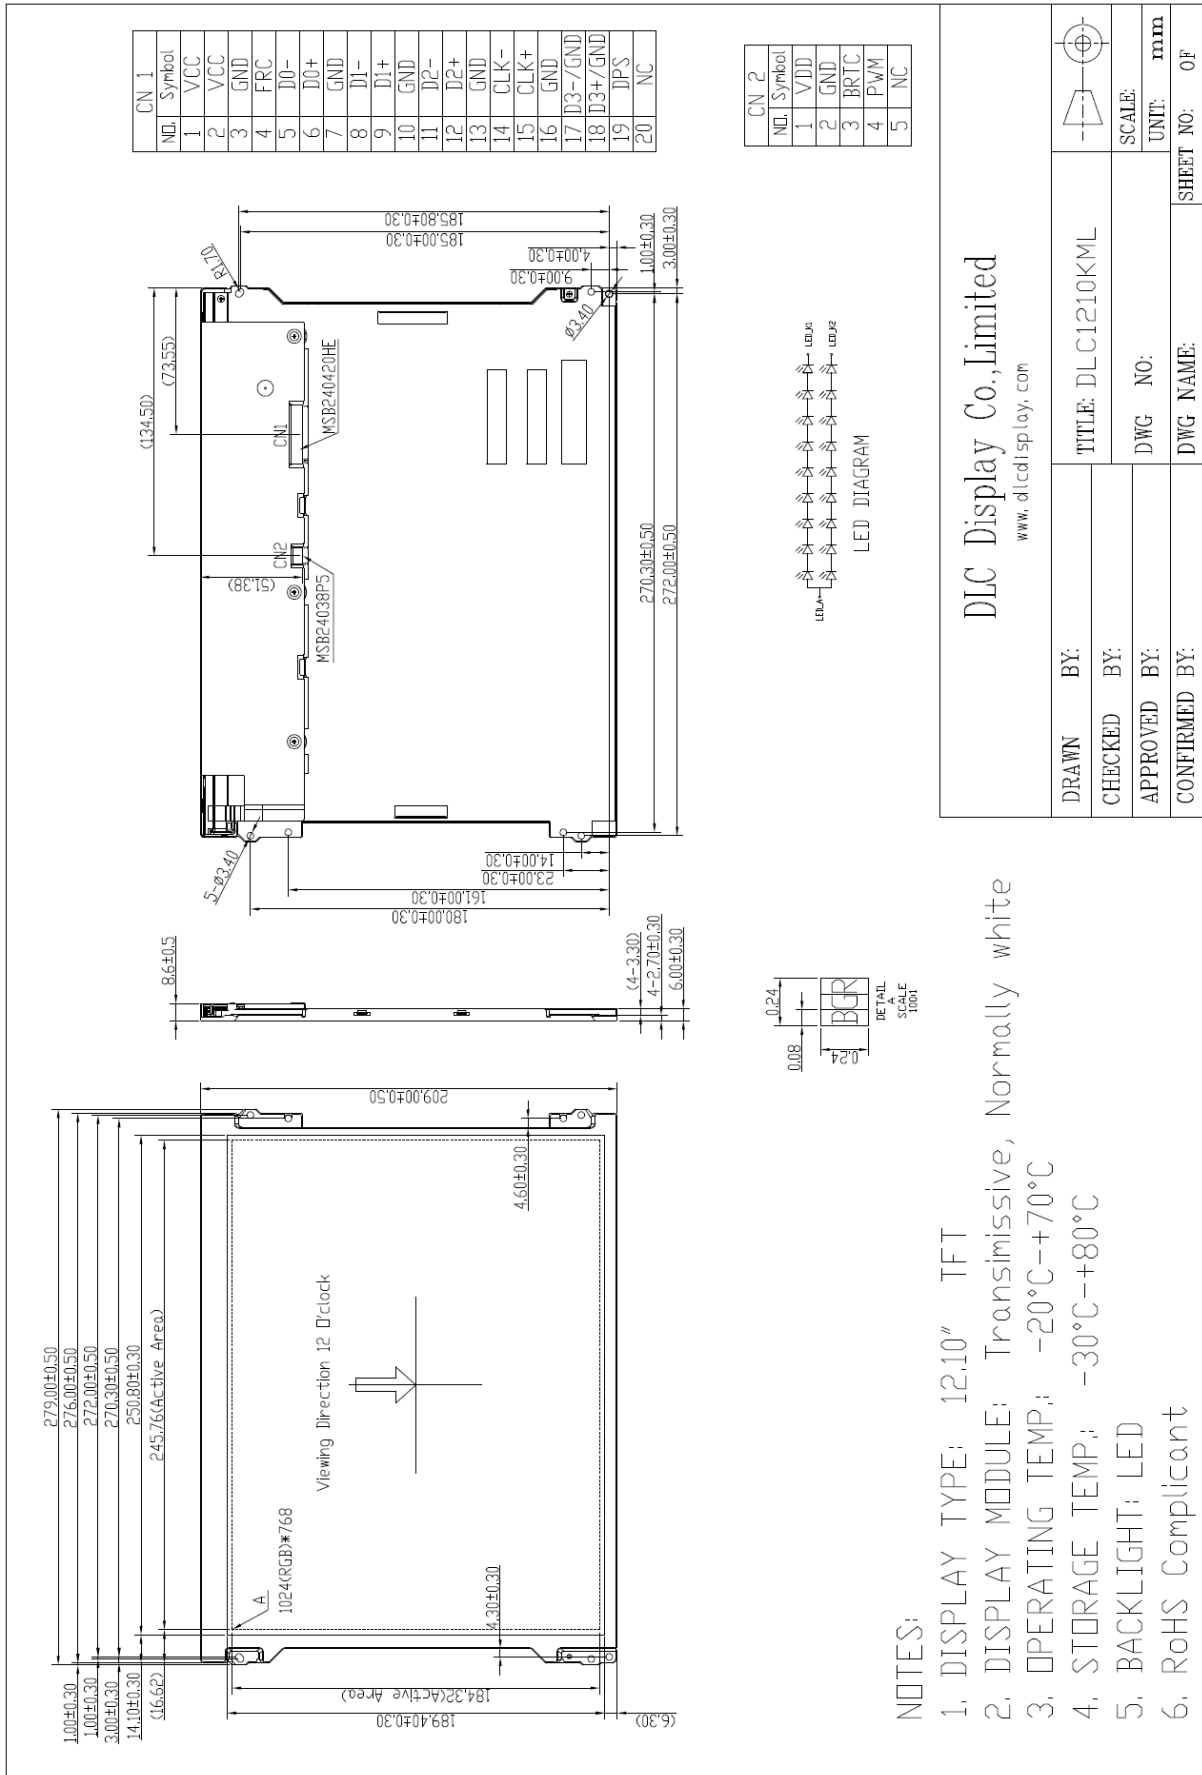 279.00±0.50
276.00±0.50
272.00±0.50
270.30±0.50
250.80±0.30
245.76(Active Area)
1.00±0.30
1.00±0.30
3.00±0.30
14.10±0.30
(16.62)
A
1024(RGB)*768
Viewing Direction 12 O'clock
184.32(Active Area)
189.40±0.30
(6.30)
4.30±0.30
4.60±0.30
209.00±0.50
8.6±0.5
(4-3.30)
4-2.70±0.30
6.00±0.30
(134.50)
(73.55)
(51.38)
CN2
CN1
MSB24038P5
MSB240420HE
5-Ø3.40
R1.70
Ø3.40
180.00±0.30
161.00±0.30
23.00±0.30
14.00±0.30
185.80±0.30
185.00±0.30
9.00±0.30
4.00±0.30
1.00±0.30
3.00±0.30
270.30±0.50
272.00±0.50
CN 1
NO. Symbol
1 VCC
2 VCC
3 GND
4 FRC
5 D0-
6 D0+
7 GND
8 D1-
9 D1+
10 GND
11 D2-
12 D2+
13 GND
14 CLK-
15 CLK+
16 GND
17 D3-/GND
18 D3+/GND
19 DPS
20 NC
CN 2
NO. Symbol
1 VDD
2 GND
3 BRTC
4 PWM
5 NC
0.24
0.08
0.24
BGR
DETAIL
A
SCALE
100:1
LED_A
LED_K1
LED_K2
LED DIAGRAM
NOTES:
1. DISPLAY TYPE: 12.10" TFT
2. DISPLAY MODULE: Transimissive, Normally white
3. OPERATING TEMP.: -20°C-+70°C
4. STORAGE TEMP.: -30°C-+80°C
5. BACKLIGHT: LED
6. RoHS Complicant
DLC Display Co.,Limited
www.dlcdisplay.com
DRAWN BY:
CHECKED BY:
APPROVED BY:
CONFIRMED BY:
TITLE: DLC1210KML
DWG NO:
DWG NAME:
SCALE:
UNIT: mm
SHEET NO: OF